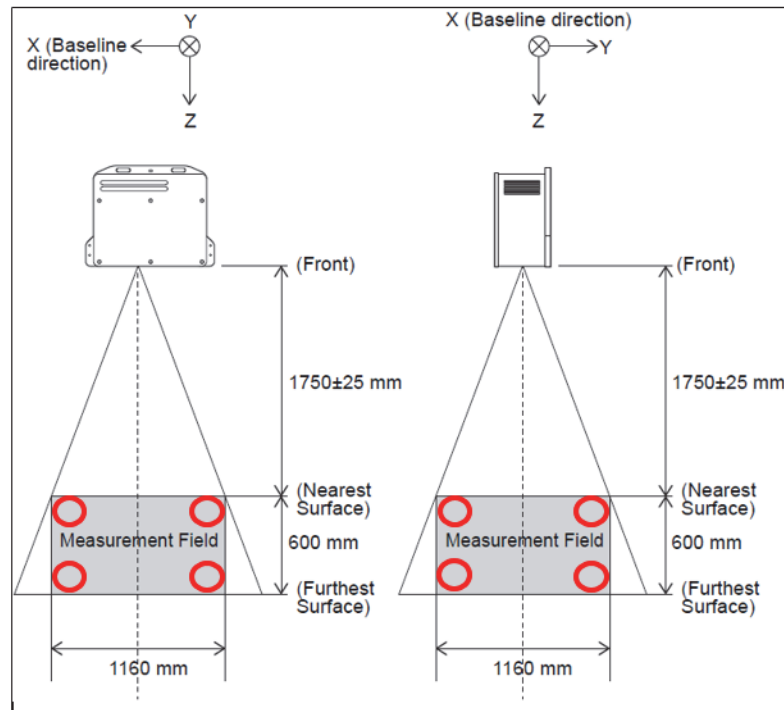 Y
X (Baseline
direction)
Z
(Front)
1750±25 mm
(Nearest
Surface)
Measurement Field
600 mm
(Furthest
Surface)
1160 mm
X (Baseline direction)
Y
Z
(Front)
1750±25 mm
(Nearest
Surface)
Measurement Field
600 mm
(Furthest
Surface)
1160 mm